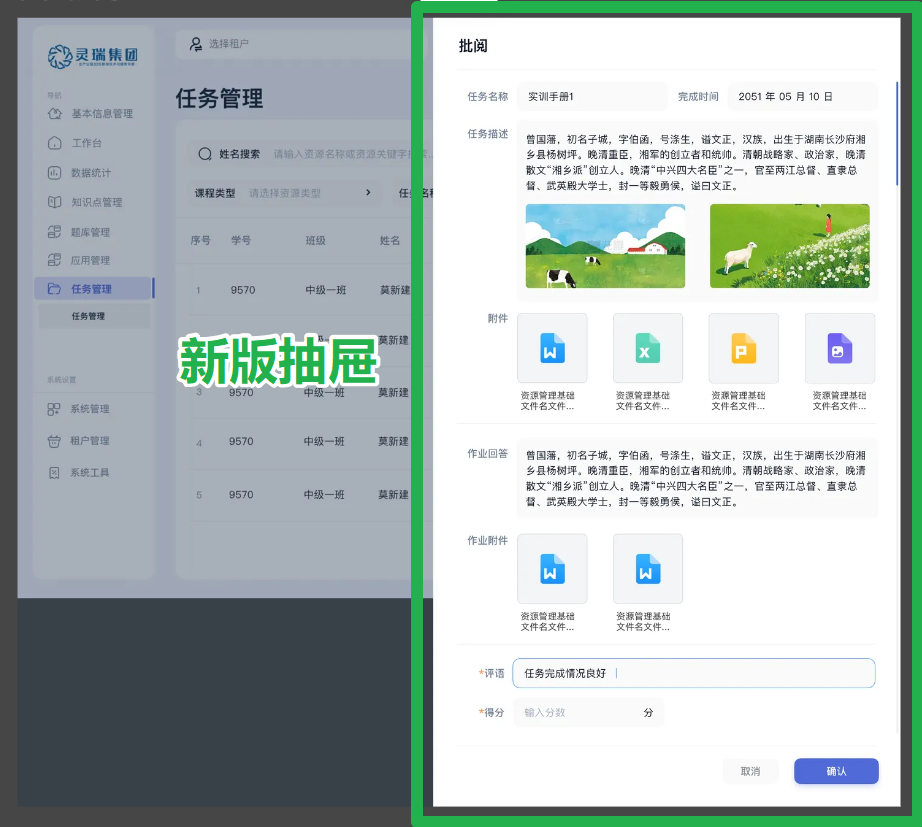 灵瑞集团
导航
基本信息管理
工作台
数据统计
知识点管理
题库管理
应用管理
任务管理
任务管理
系统设置
系统管理
租户管理
系统工具
选择租户
任务管理
姓名搜索 请输入资源名称或资源关键字
课程类型 请选择资源类型 任务名称
序号 学号 班级 姓名
1 9570 中级一班 莫新建
莫新建
3 9570 中级一班 莫新建
4 9570 中级一班 莫新建
5 9570 中级一班 莫新建
新版抽屉
批阅
任务名称 实训手册1 完成时间 2051 年 05 月 10 日
任务描述
曾国藩，初名子城，字伯函，号涤生，谥文正，汉族，出生于湖南长沙府湘
乡县杨树坪。晚清重臣，湘军的创立者和统帅。清朝战略家、政治家，晚清
散文“湘乡派”创立人。晚清“中兴四大名臣”之一，官至两江总督、直隶总
督、武英殿大学士，封一等毅勇侯，谥曰文正。
附件
资源管理基础
文件名文件...
资源管理基础
文件名文件...
资源管理基础
文件名文件...
资源管理基础
文件名文件...
作业回答
曾国藩，初名子城，字伯函，号涤生，谥文正，汉族，出生于湖南长沙府湘
乡县杨树坪。晚清重臣，湘军的创立者和统帅。清朝战略家、政治家，晚清
散文“湘乡派”创立人。晚清“中兴四大名臣”之一，官至两江总督、直隶总
督、武英殿大学士，封一等毅勇侯，谥曰文正。
作业附件
资源管理基础
文件名文件...
资源管理基础
文件名文件...
*评语 任务完成情况良好
*得分 输入分数 分
取消 确认